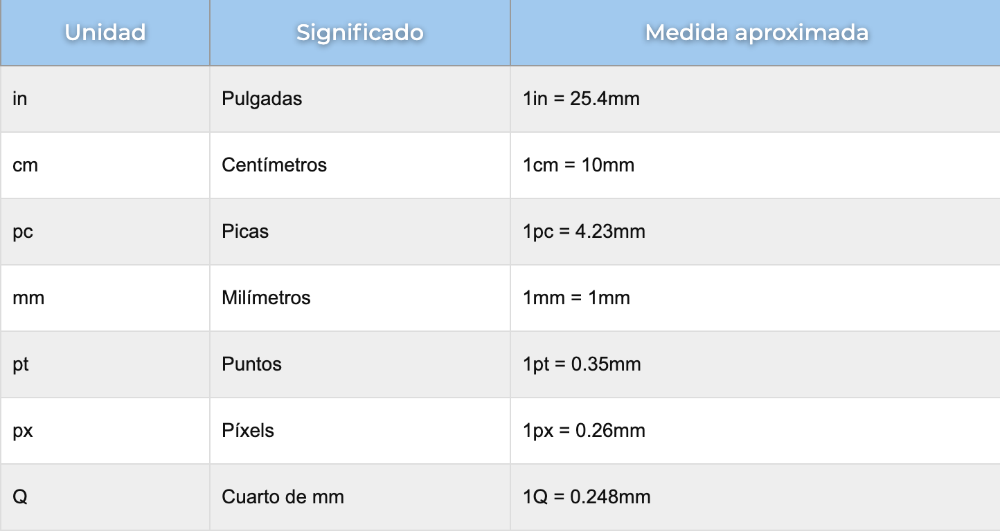 Unidad Significado Medida aproximada
in Pulgadas 1in = 25.4mm
cm Centímetros 1cm = 10mm
pc Picas 1pc = 4.23mm
mm Milímetros 1mm = 1mm
pt Puntos 1pt = 0.35mm
px Píxels 1px = 0.26mm
Q Cuarto de mm 1Q = 0.248mm